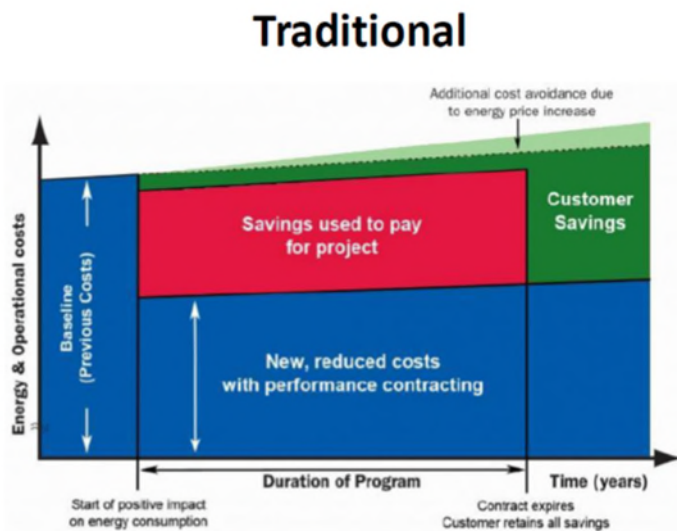 Traditional
Additional cost avoidance due
to energy price increase
Energy & Operational costs
Baseline
(Previous Costs)
Savings used to pay
for project
Customer
Savings
New, reduced costs
with performance contracting
Duration of Program
Time (years)
Start of positive impact
on energy consumption
Contract expires
Customer retains all savings